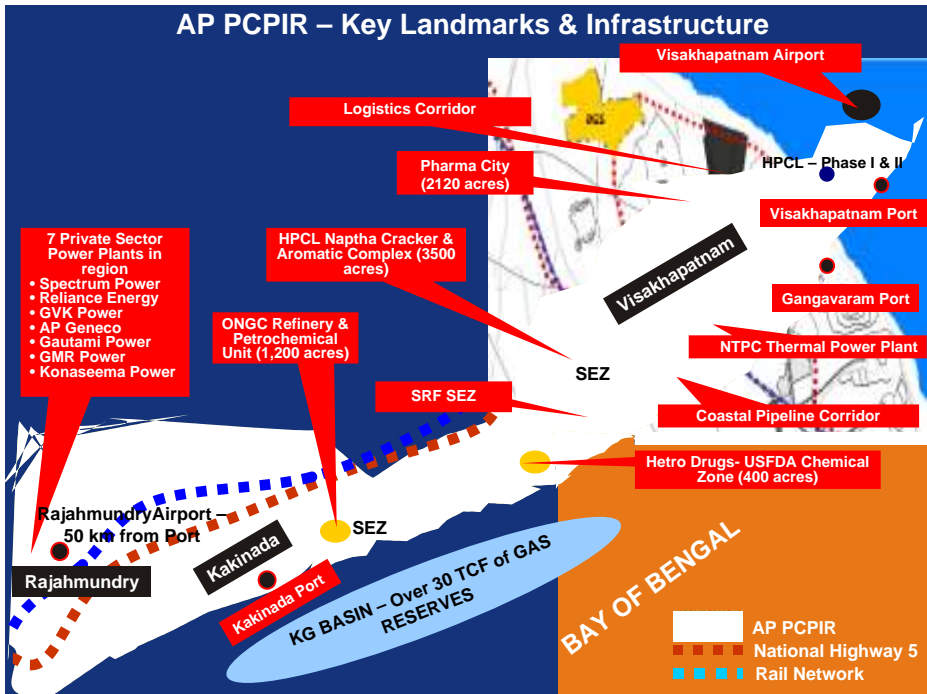 AP PCPIR – Key Landmarks & Infrastructure
Visakhapatnam Airport
Logistics Corridor
Pharma City
(2120 acres)
HPCL – Phase I & II
Visakhapatnam Port
7 Private Sector
Power Plants in
region
• Spectrum Power
• Reliance Energy
• GVK Power
• AP Geneco
• Gautami Power
• GMR Power
• Konaseema Power
HPCL Naptha Cracker &
Aromatic Complex (3500
acres)
Visakhapatnam
Gangavaram Port
ONGC Refinery &
Petrochemical
Unit (1,200 acres)
NTPC Thermal Power Plant
SEZ
SRF SEZ
Coastal Pipeline Corridor
Hetro Drugs- USFDA Chemical
Zone (400 acres)
RajahmundryAirport –
50 km from Port
SEZ
Rajahmundry
Kakinada
Kakinada Port
KG BASIN – Over 30 TCF of GAS
RESERVES
BAY OF BENGAL
AP PCPIR
National Highway 5
Rail Network